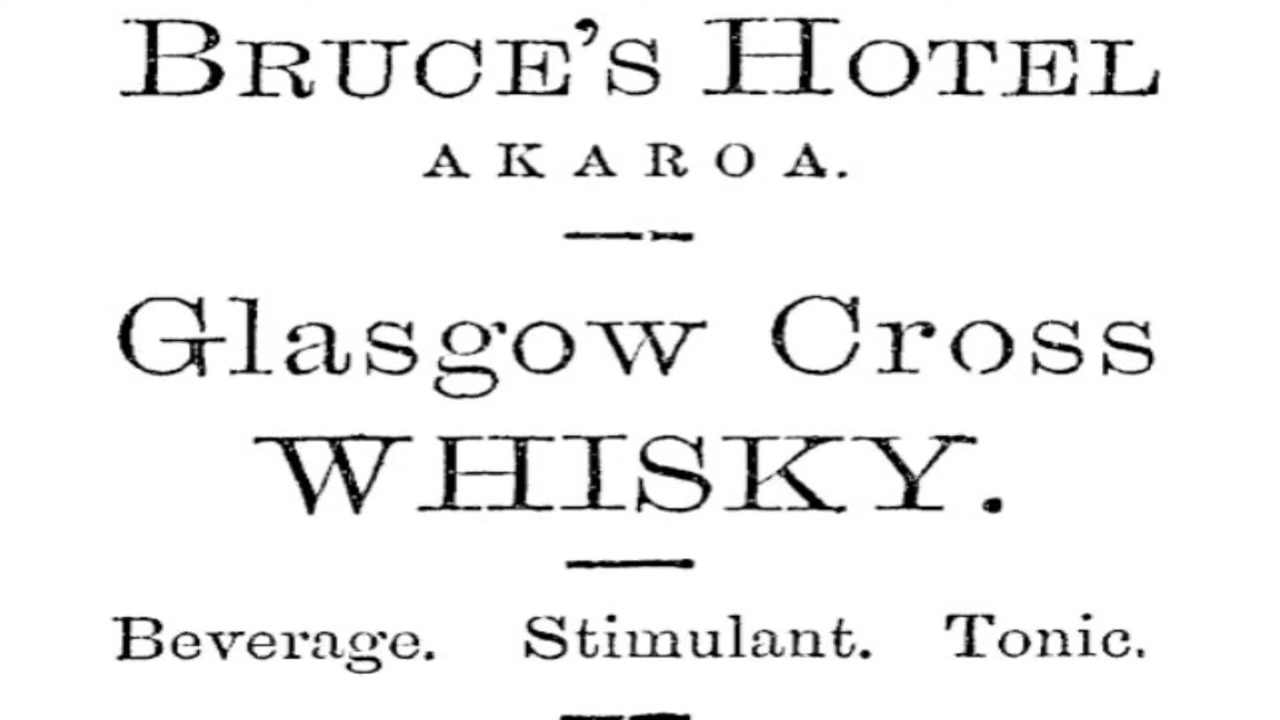 BRUCE'S HOTEL
AKAROA.
Glasgow Cross
WHISKY.
Beverage. Stimulant. Tonic.